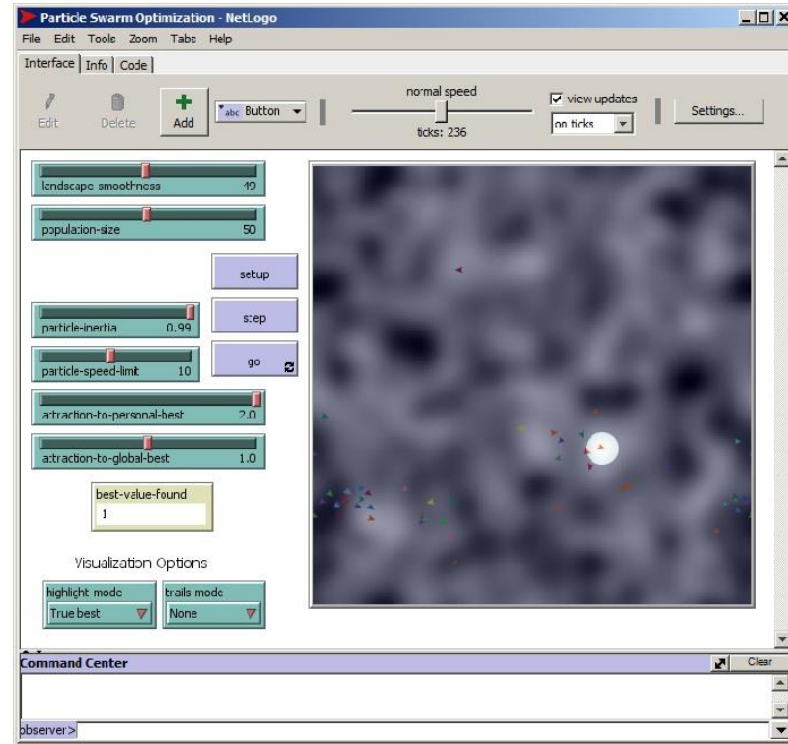 Particle Swarm Optimization - NetLogo
File Edit Tools Zoom Tabs Help
Interface Info Code
Edit Delete Add abc Button normal speed ticks: 236 view updates on ticks Settings...
landscape-smoothness 49
population-size 50
setup
particle-inertia 0.99
step
particle-speed-limit 10
go
attraction-to-personal-best 2.0
attraction-to-global-best 1.0
best-value-found
1
Visualization Options
highlight mode trails mode
True best None
Command Center Clear
observer>